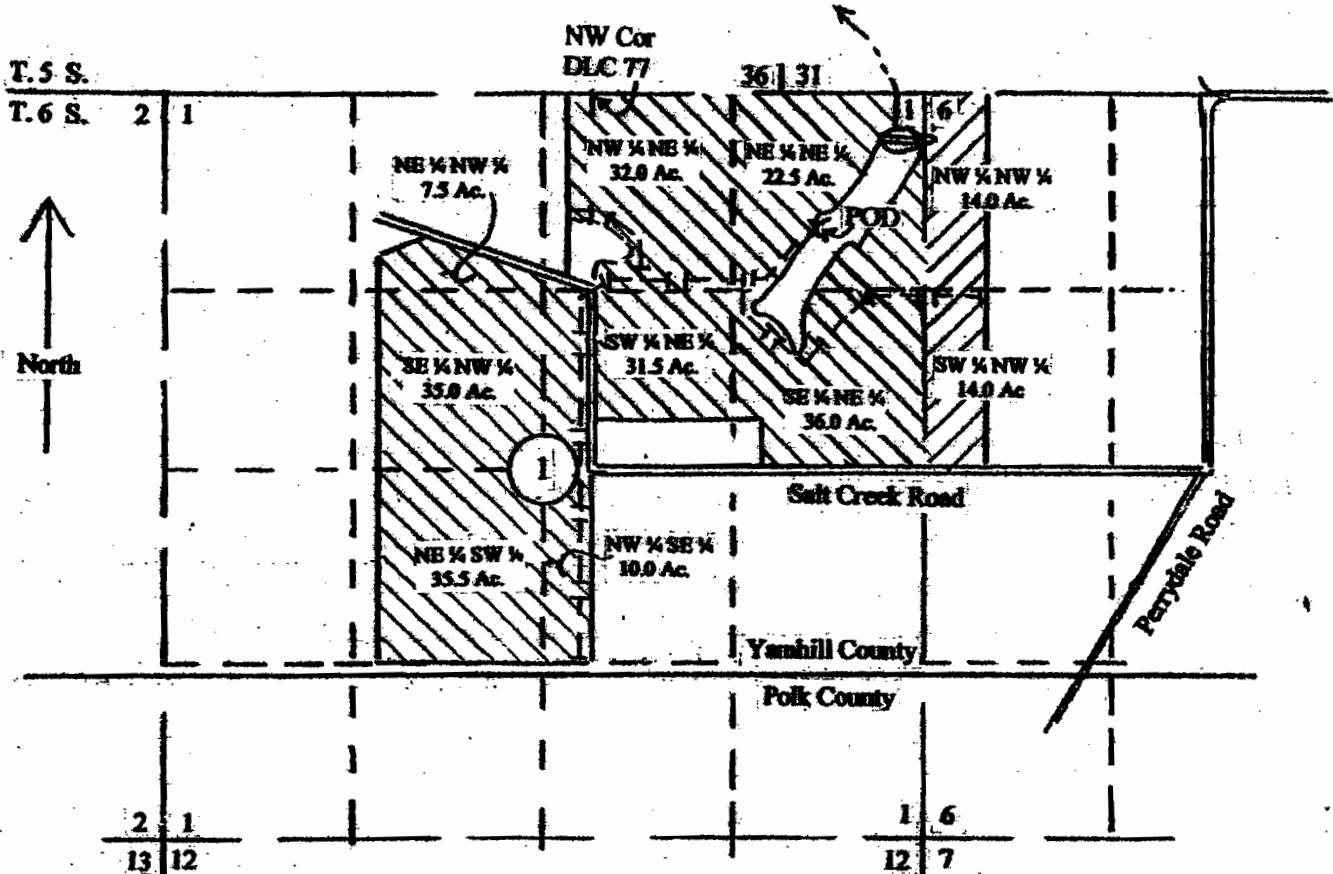 NW Cor
DLC 77
T. 5 S.
36 | 31
T. 6 S.
2 | 1
1 | 6
NE ¼ NW ¼
7.5 Ac.
NW ¼ NE ¼
32.0 Ac.
NE ¼ NE ¼
22.5 Ac.
NW ¼ NW ¼
14.0 Ac.
POD
North
SE ¼ NW ¼
35.0 Ac.
SW ¼ NE ¼
31.5 Ac.
SE ¼ NE ¼
36.0 Ac.
SW ¼ NW ¼
14.0 Ac
1
Salt Creek Road
Perrydale Road
NE ¼ SW ¼
35.5 Ac.
NW ¼ SE ¼
10.0 Ac.
Yamhill County
Polk County
2 | 1
13 | 12
1 | 6
12 | 7